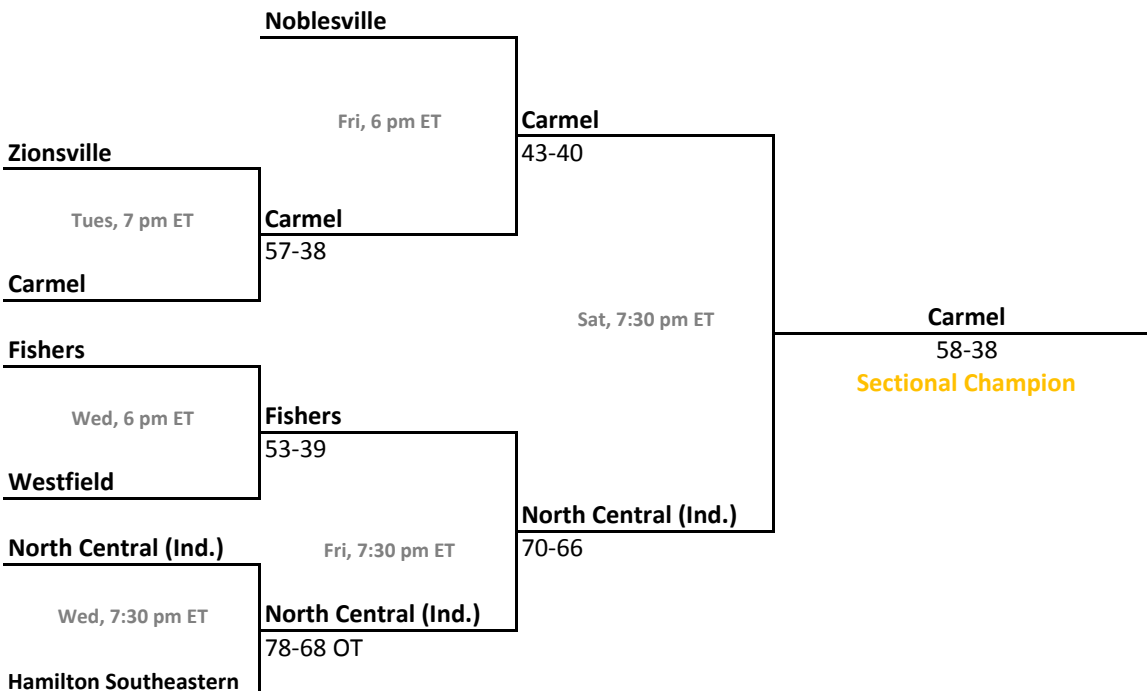 Noblesville
Fri, 6 pm ET
Carmel
43-40
Zionsville
Tues, 7 pm ET
Carmel
57-38
Carmel
Sat, 7:30 pm ET
Carmel
58-38
Sectional Champion
Fishers
Wed, 6 pm ET
Fishers
53-39
Westfield
North Central (Ind.)
70-66
North Central (Ind.)
Fri, 7:30 pm ET
Wed, 7:30 pm ET
North Central (Ind.)
78-68 OT
Hamilton Southeastern